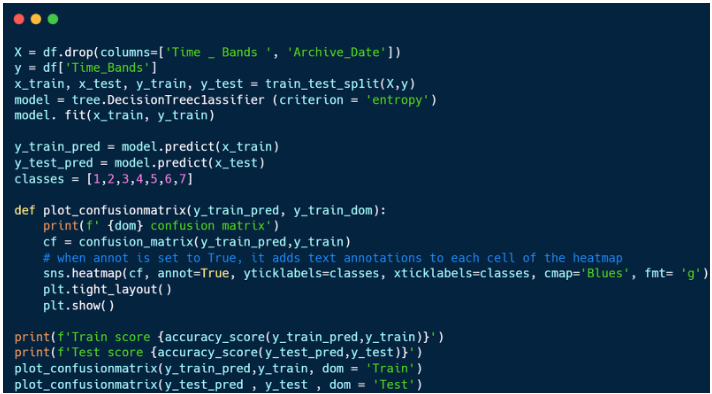 X = df.drop(columns=['Time _ Bands ', 'Archive_Date'])
y = df['Time_Bands']
x_train, x_test, y_train, y_test = train_test_sp1it(X,y)
model = tree.DecisionTreec1assifier (criterion = 'entropy')
model. fit(x_train, y_train)

y_train_pred = model.predict(x_train)
y_test_pred = model.predict(x_test)
classes = [1,2,3,4,5,6,7]

def plot_confusionmatrix(y_train_pred, y_train_dom):
    print(f' {dom} confusion matrix')
    cf = confusion_matrix(y_train_pred,y_train)
    # when annot is set to True, it adds text annotations to each cell of the heatmap
    sns.heatmap(cf, annot=True, yticklabels=classes, xticklabels=classes, cmap='Blues', fmt= 'g')
    plt.tight_layout()
    plt.show()

print(f'Train score {accuracy_score(y_train_pred,y_train)}')
print(f'Test score {accuracy_score(y_test_pred,y_test)}')
plot_confusionmatrix(y_train_pred,y_train, dom = 'Train')
plot_confusionmatrix(y_test_pred , y_test , dom = 'Test')